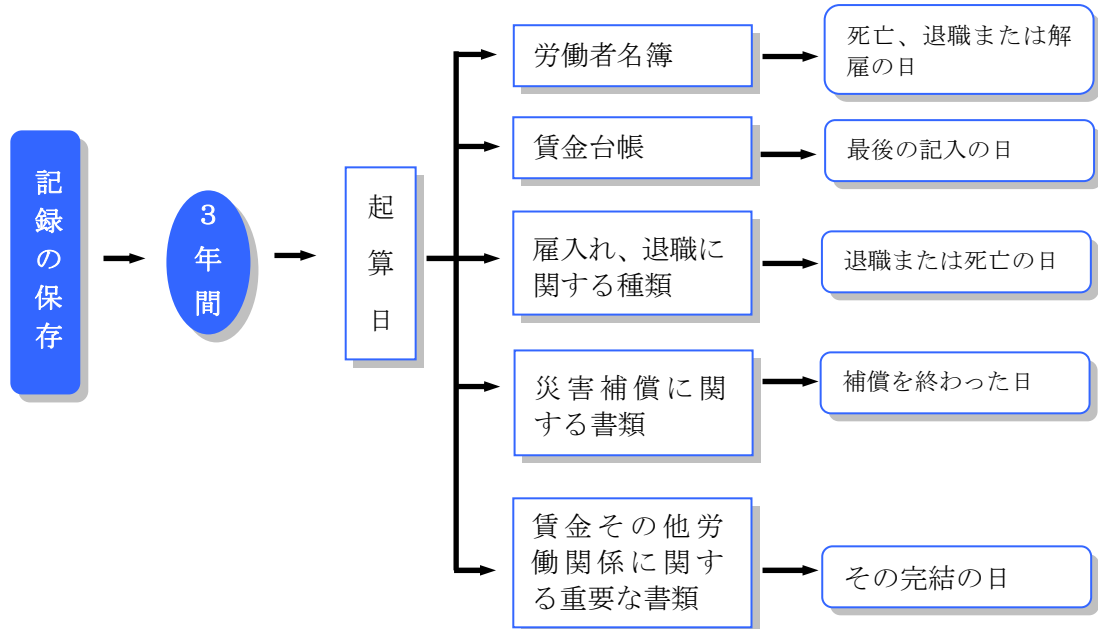 記録の保存
３年間
起算日
労働者名簿
死亡、退職または解
雇の日
賃金台帳
最後の記入の日
雇入れ、退職に
関する種類
退職または死亡の日
災害補償に関
する書類
補償を終わった日
賃金その他労
働関係に関す
る重要な書類
その完結の日